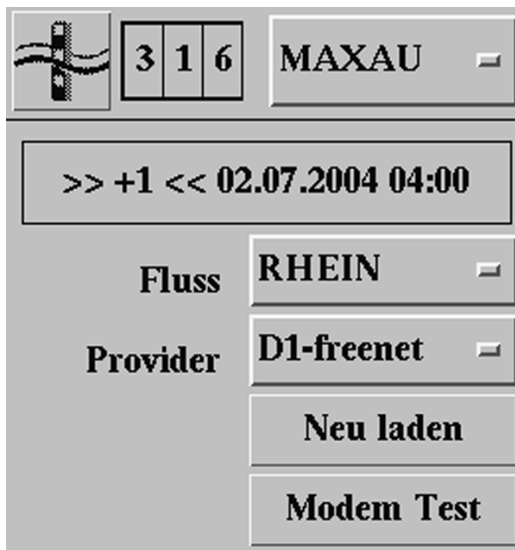 3 1 6 MAXAU
>> +1 << 02.07.2004 04:00
Fluss RHEIN
Provider D1-freenet
Neu laden
Modem Test